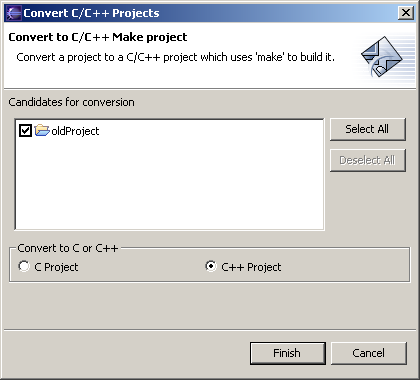 Convert C/C++ Projects
Convert to C/C++ Make project
Convert a project to a C/C++ project which uses 'make' to build it.
Candidates for conversion
oldProject
Select All
Deselect All
Convert to C or C++
C Project
C++ Project
Finish
Cancel